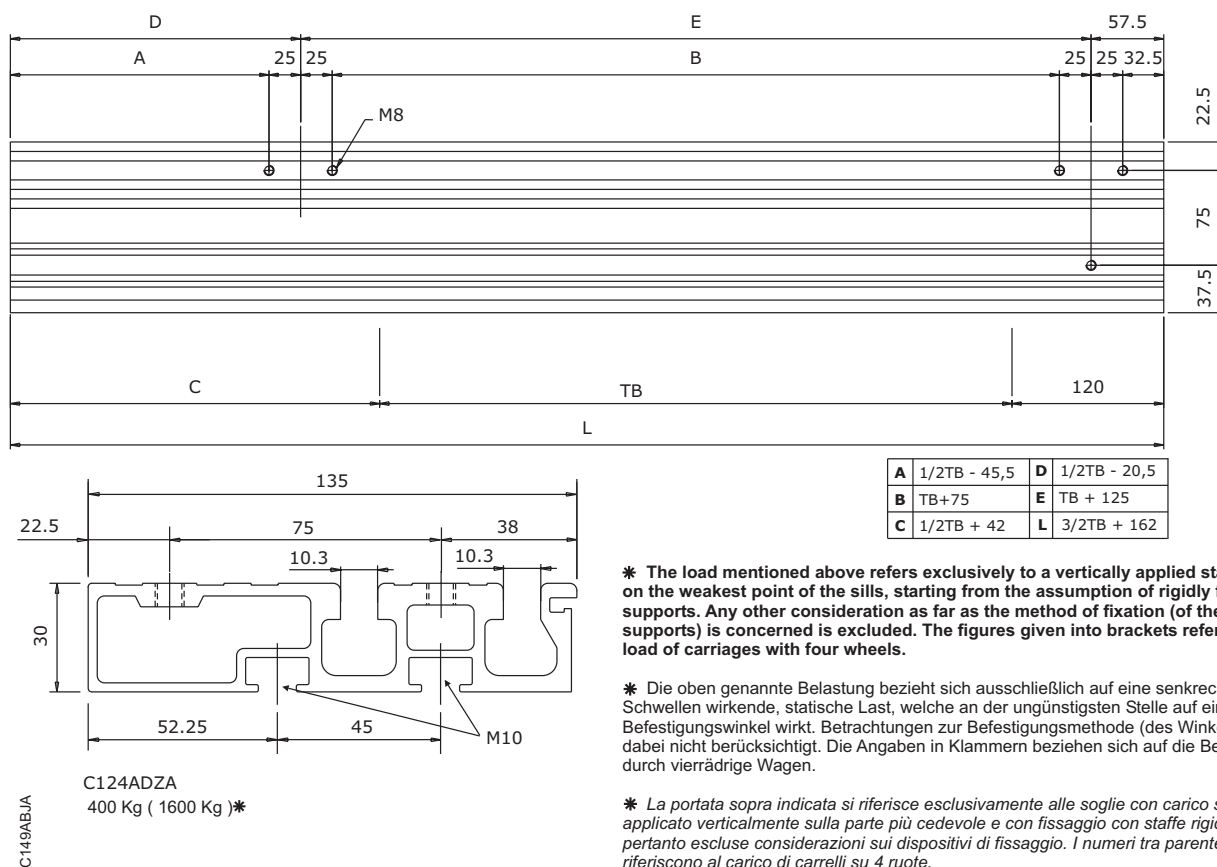 D E 57.5
A 25 25 B 25 25 32.5
M8
22.5
75
37.5
C TB 120
L
A 1/2TB - 45,5 D 1/2TB - 20,5
B TB+75 E TB + 125
C 1/2TB + 42 L 3/2TB + 162
135
22.5 75 38
10.3 10.3
30
52.25 45 M10
C124ADZA
400 Kg ( 1600 Kg )✱
C149ABJA
✱ The load mentioned above refers exclusively to a vertically applied
on the weakest point of the sills, starting from the assumption of rigidly
supports. Any other consideration as far as the method of fixation (of the
supports) is concerned is excluded. The figures given into brackets refer
load of carriages with four wheels.
✱ Die oben genannte Belastung bezieht sich ausschließlich auf eine
Schwellen wirkende, statische Last, welche an der ungünstigsten Stelle auf
Befestigungswinkel wirkt. Betrachtungen zur Befestigungsmethode (des
dabei nicht berücksichtigt. Die Angaben in Klammern beziehen sich auf die
durch vierrädrige Wagen.
✱ La portata sopra indicata si riferisce esclusivamente alle soglie con carico
applicato verticalmente sulla parte più cedevole e con fissaggio con staffe
pertanto escluse considerazioni sui dispositivi di fissaggio. I numeri tra
riferiscono al carico di carrelli su 4 ruote.